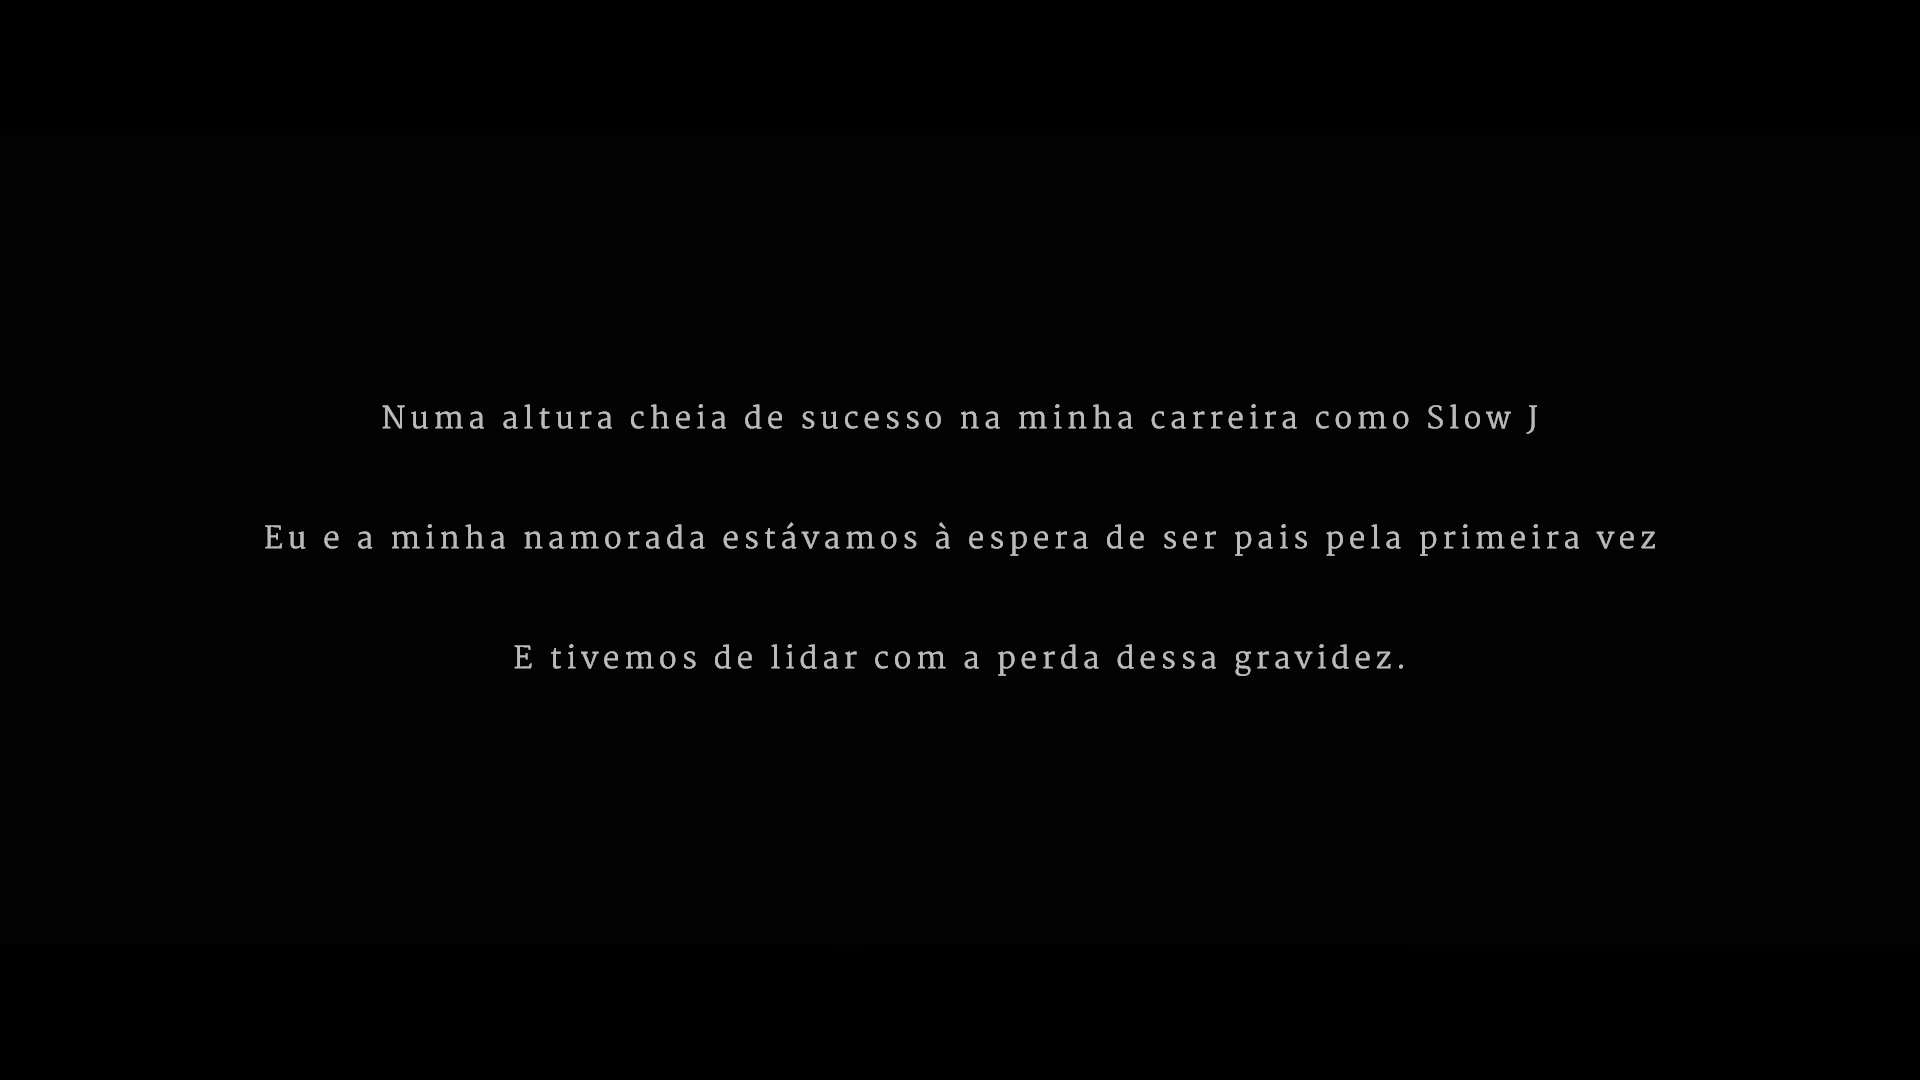 Numa altura cheia de sucesso na minha carreira como Slow J
Eu e a minha namorada estávamos à espera de ser pais pela primeira vez
E tivemos de lidar com a perda dessa gravidez.